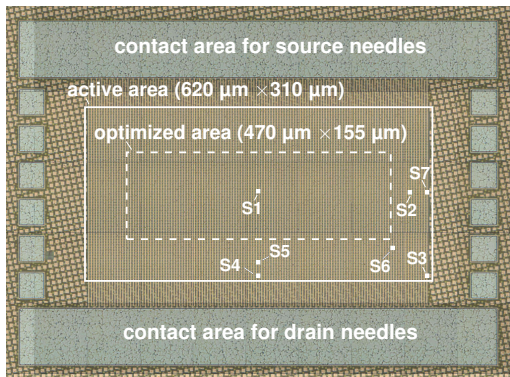 contact area for source needles
active area (620 µm ×310 µm)
optimized area (470 µm ×155 µm)
S7
S1
S2
S5
S4
S6
S3
contact area for drain needles